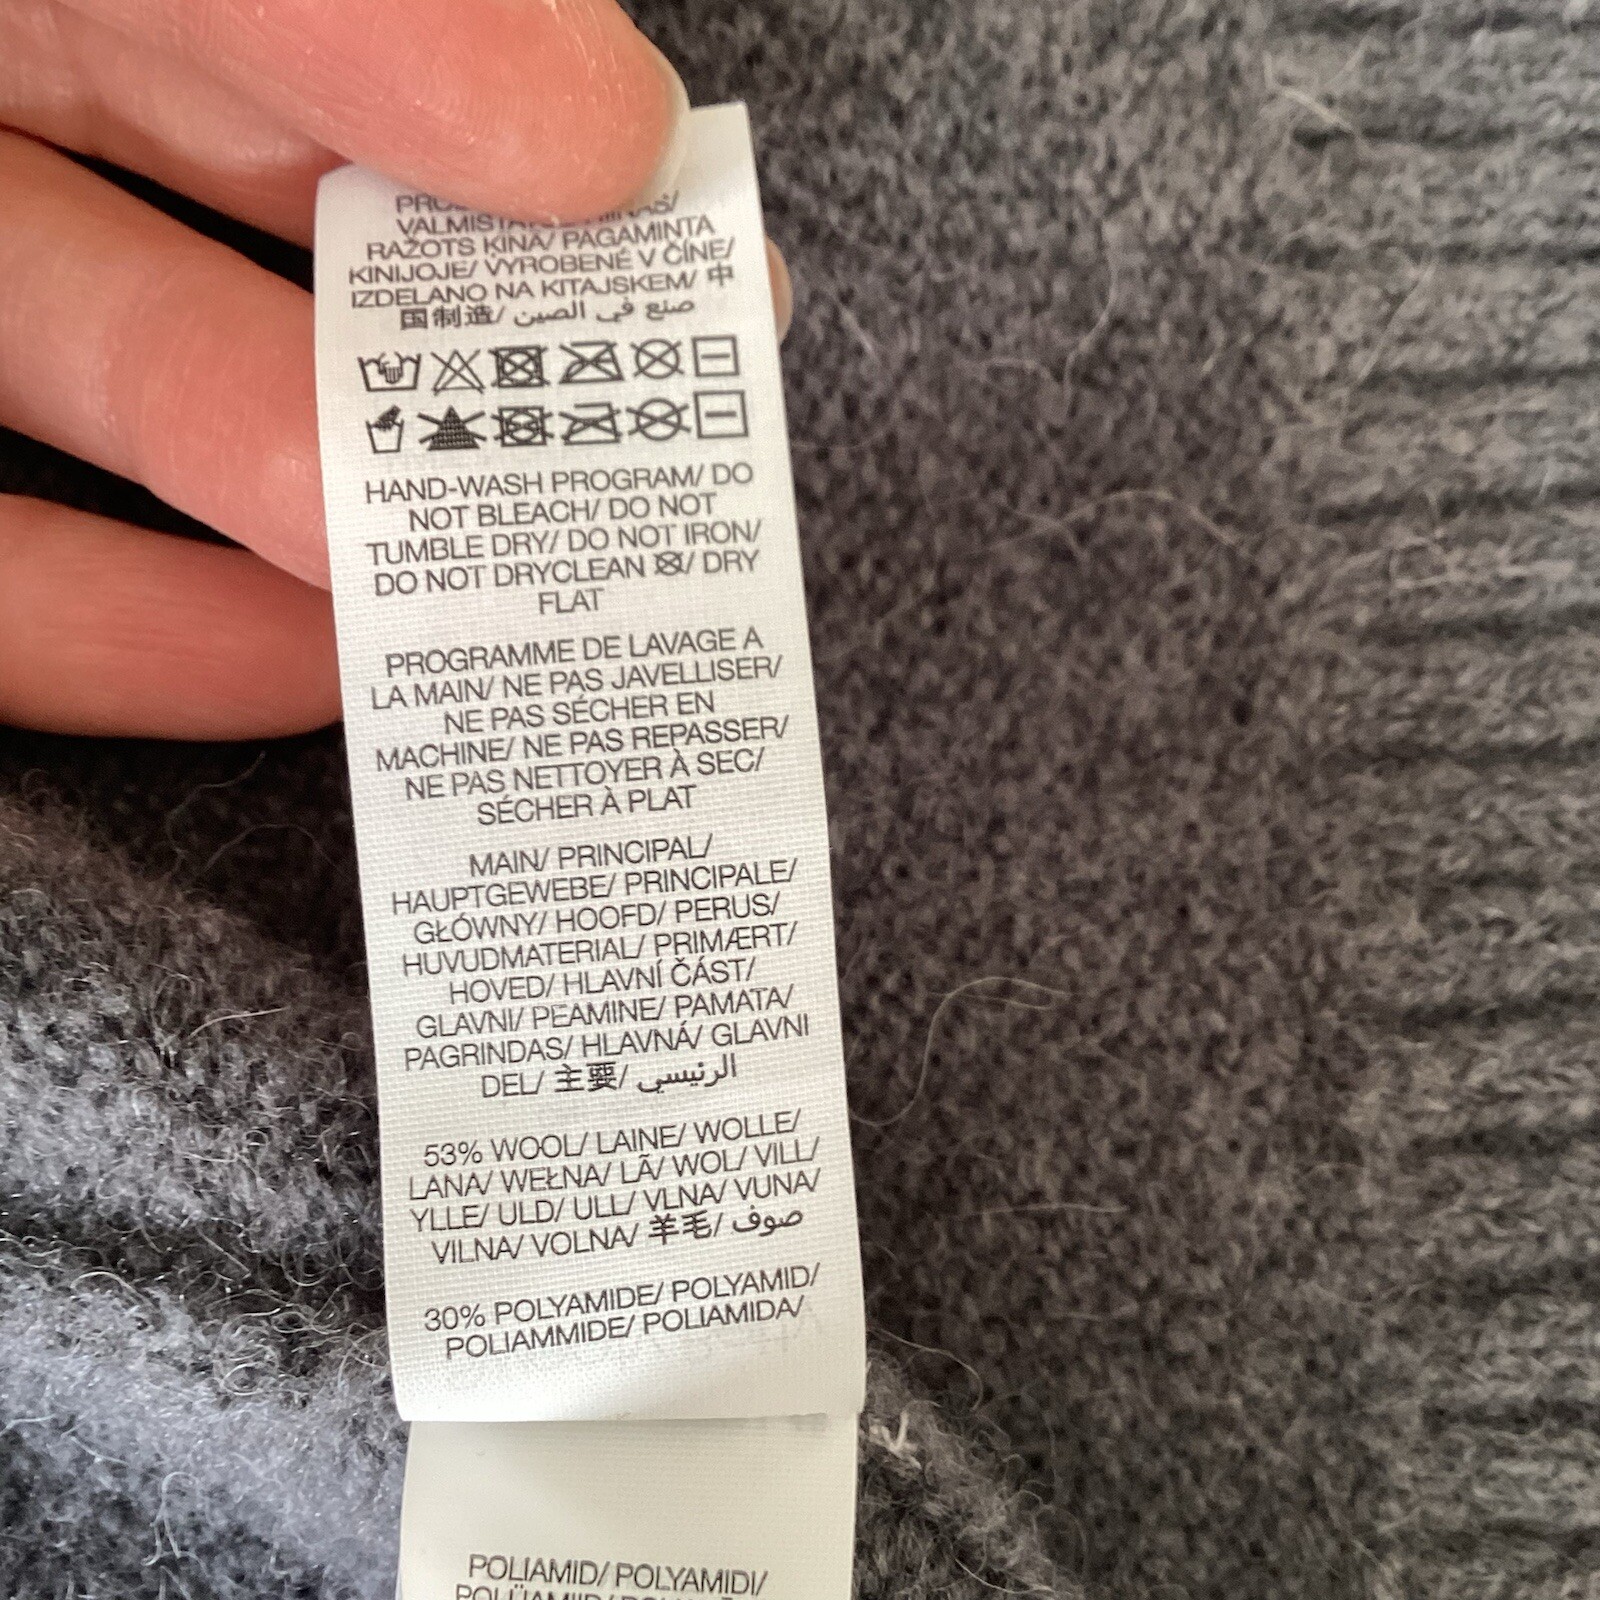 VALMIST
RAŽOTS ĶĪNĀ/ PAGAMINTA
KINIJOJE/ VYROBENÉ V ČÍNE/
IZDELANO NA KITAJSKEM/ 中
国制造/ صنع في الصين
HAND-WASH PROGRAM/ DO
NOT BLEACH/ DO NOT
TUMBLE DRY/ DO NOT IRON/
DO NOT DRYCLEAN / DRY
FLAT
PROGRAMME DE LAVAGE A
LA MAIN/ NE PAS JAVELLISER/
NE PAS SÉCHER EN
MACHINE/ NE PAS REPASSER/
NE PAS NETTOYER À SEC/
SÉCHER À PLAT
MAIN/ PRINCIPAL/
HAUPTGEWEBE/ PRINCIPALE/
GŁÓWNY/ HOOFD/ PERUS/
HUVUDMATERIAL/ PRIMÆRT/
HOVED/ HLAVNÍ ČÁST/
GLAVNI/ PEAMINE/ PAMATA/
PAGRINDAS/ HLAVNÁ/ GLAVNI
DEL/ 主要/ الرئيسي
53% WOOL/ LAINE/ WOLLE/
LANA/ WEŁNA/ LÃ/ WOL/ VILL/
YLLE/ ULD/ ULL/ VLNA/ VUNA/
VILNA/ VOLNA/ 羊毛/ صوف
30% POLYAMIDE/ POLYAMID/
POLIAMMIDE/ POLIAMIDA/
POLIAMID/ POLYAMIDI/